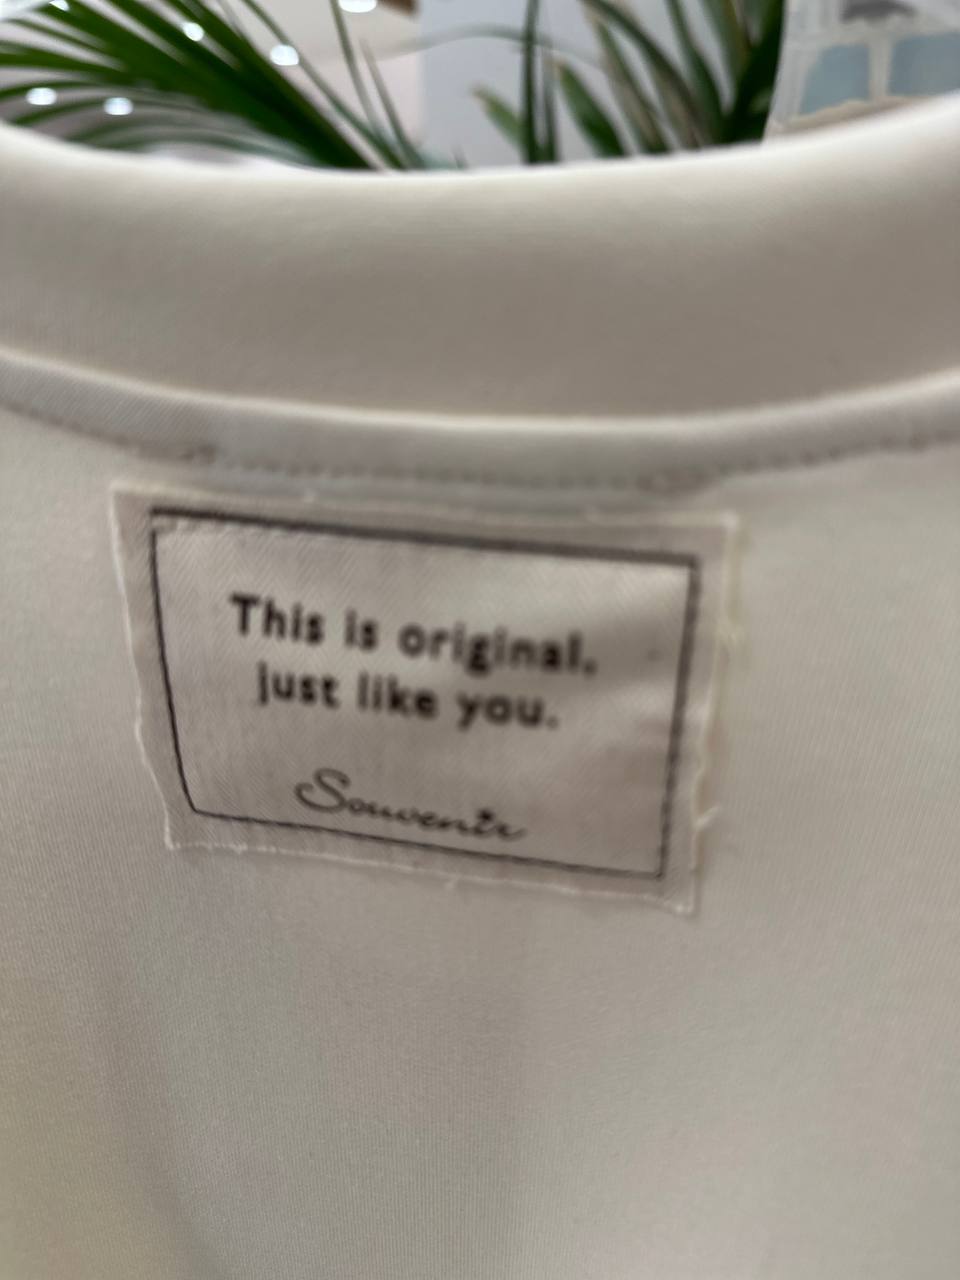 This is original,
just like you.
Souvenir